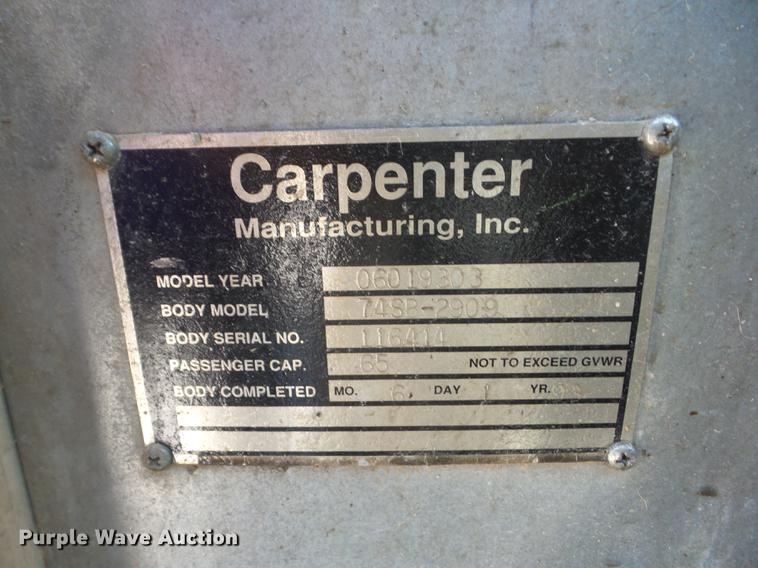 Carpenter
Manufacturing, Inc.
MODEL YEAR 06019303
BODY MODEL 74SP-2909
BODY SERIAL NO. 116414
PASSENGER CAP. 65 NOT TO EXCEED GVWR
BODY COMPLETED MO. 6 DAY 1 YR.
Purple Wave Auction